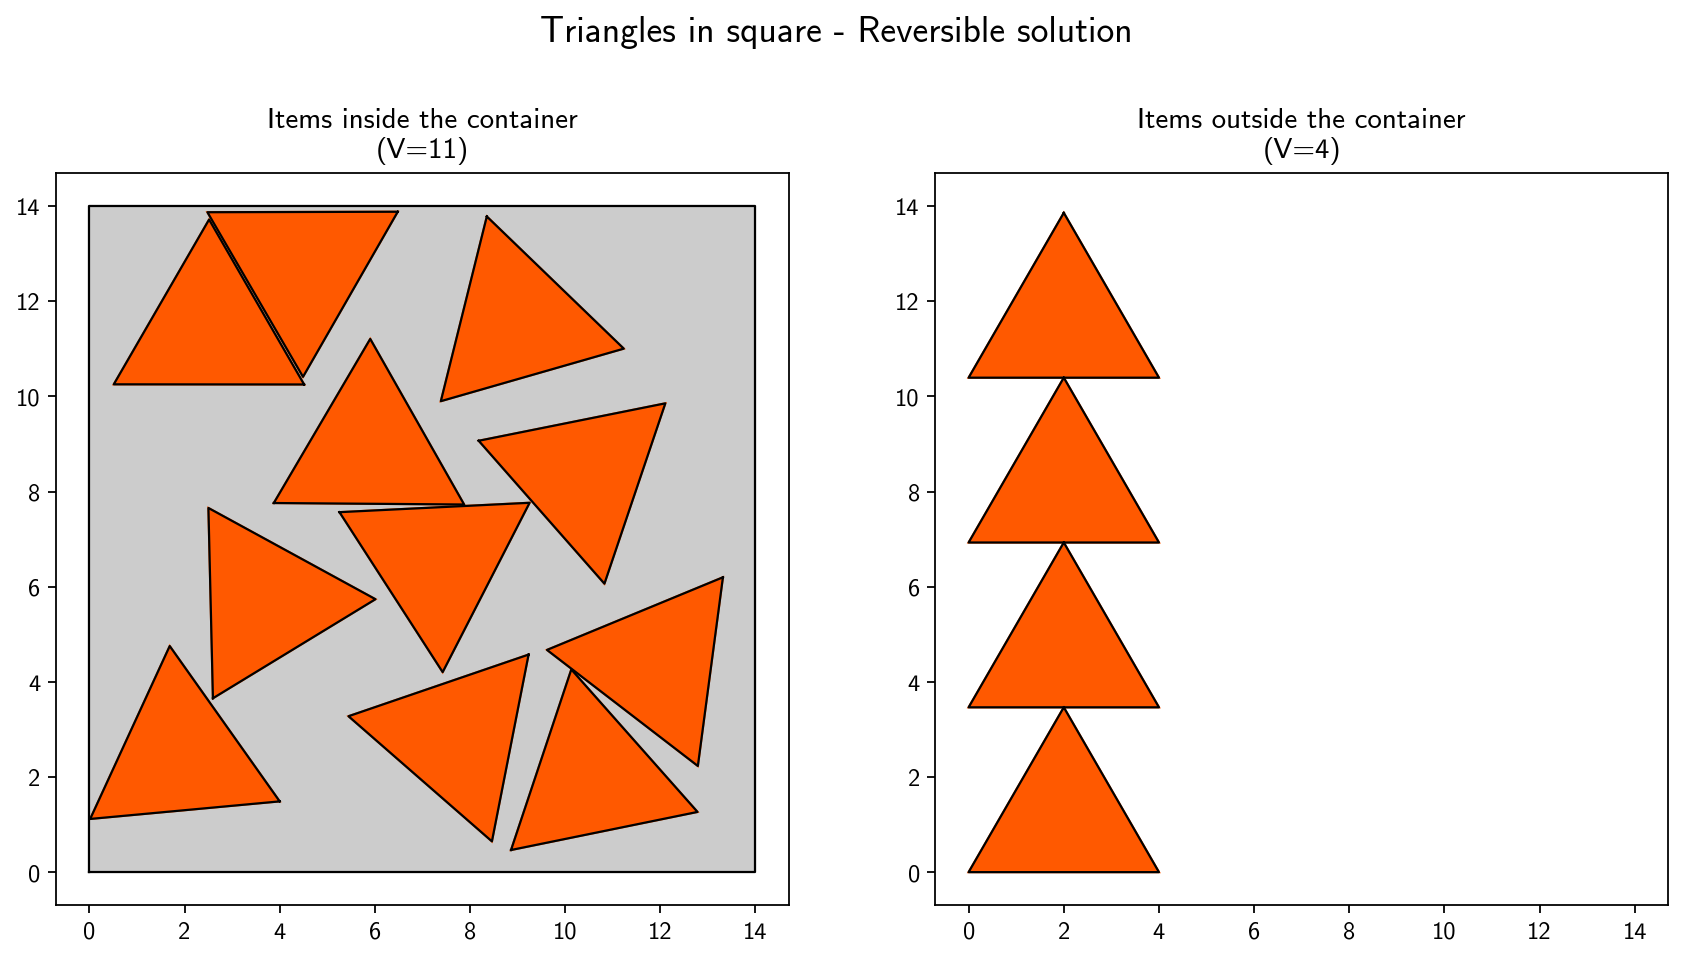 Triangles in square - Reversible solution
Items inside the container
(V=11)
Items outside the container
(V=4)
14
12
10
8
6
4
2
0
0 2 4 6 8 10 12 14
14
12
10
8
6
4
2
0
0 2 4 6 8 10 12 14